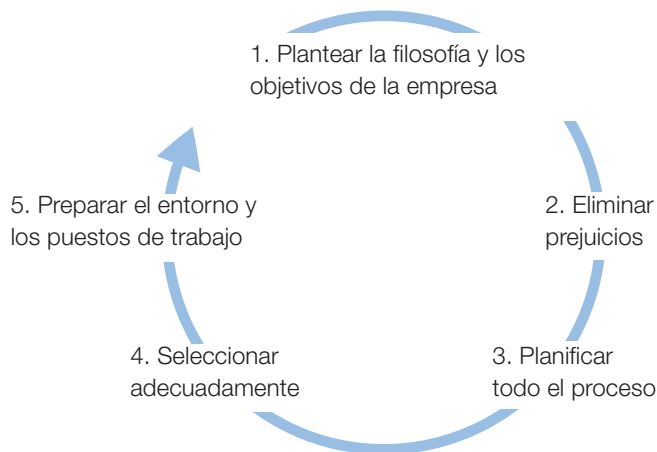 1. Plantear la filosofía y los
objetivos de la empresa
2. Eliminar
prejuicios
3. Planificar
todo el proceso
4. Seleccionar
adecuadamente
5. Preparar el entorno y
los puestos de trabajo